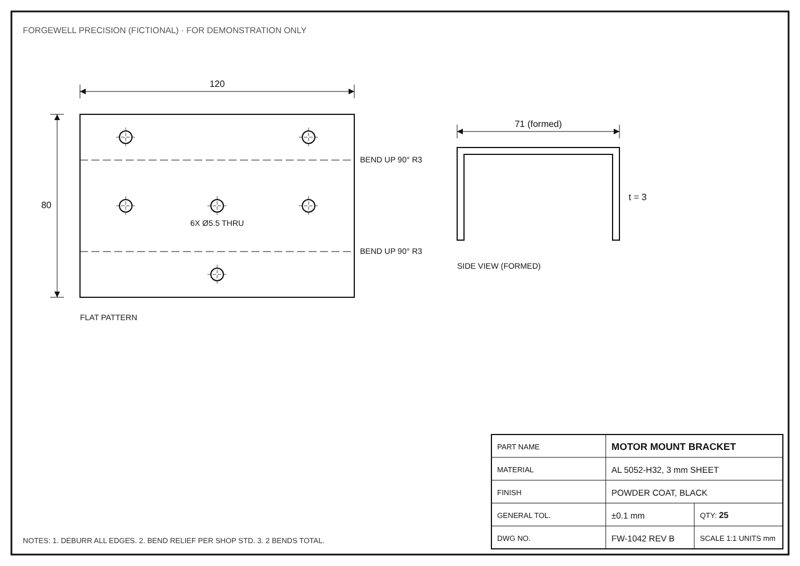 FORGEWELL PRECISION (FICTIONAL) · FOR DEMONSTRATION ONLY
120
71 (formed)
BEND UP 90° R3
80
t = 3
6X Ø5.5 THRU
BEND UP 90° R3
SIDE VIEW (FORMED)
FLAT PATTERN
PART NAME MOTOR MOUNT BRACKET
MATERIAL AL 5052-H32, 3 mm SHEET
FINISH POWDER COAT, BLACK
GENERAL TOL. ±0.1 mm QTY: 25
DWG NO. FW-1042 REV B SCALE 1:1 UNITS mm
NOTES: 1. DEBURR ALL EDGES. 2. BEND RELIEF PER SHOP STD. 3. 2 BENDS TOTAL.